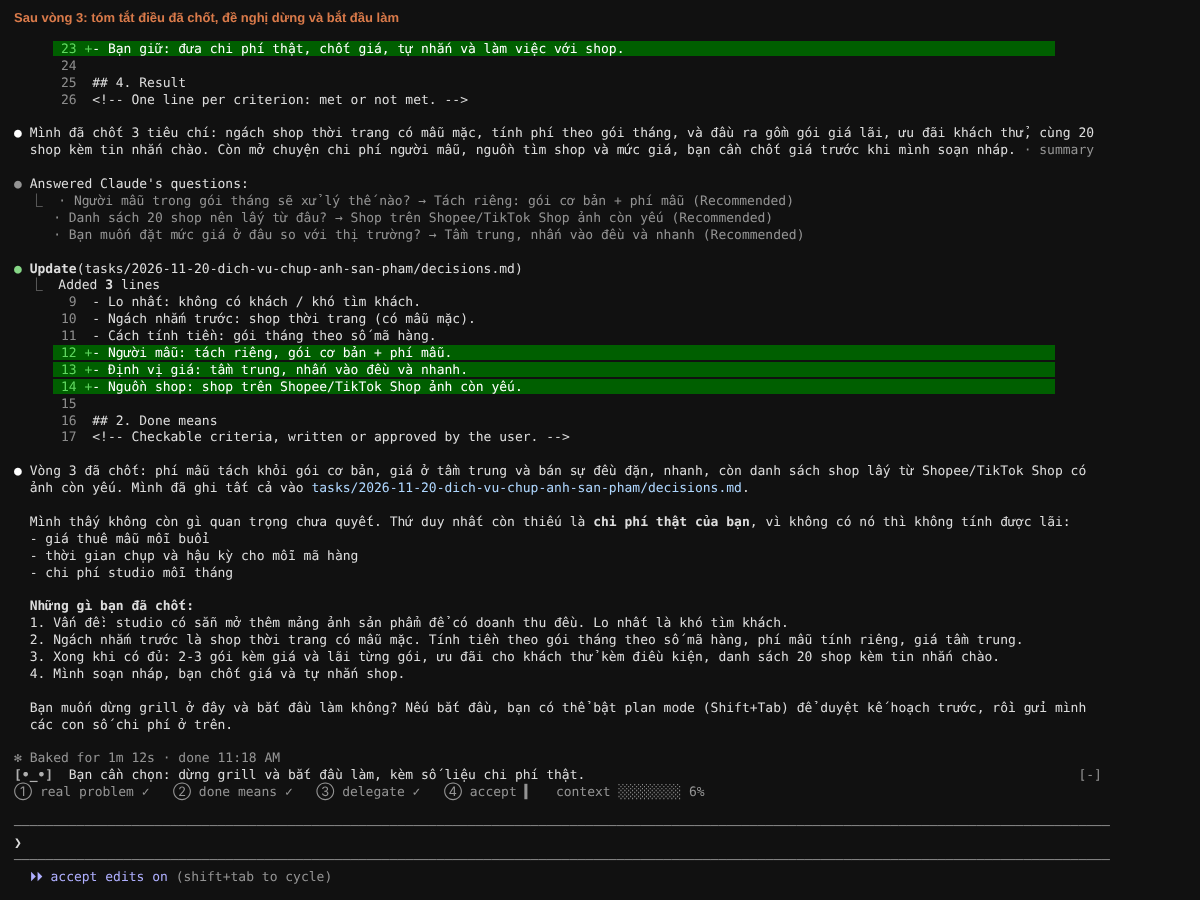 Sau vòng 3: tóm tắt điều đã chốt, đề nghị dừng và bắt đầu làm
23 +- Bạn giữ: đưa chi phí thật, chốt giá, tự nhắn và làm việc với shop.
24
25 ## 4. Result
26 <!-- One line per criterion: met or not met. -->
● Mình đã chốt 3 tiêu chí: ngách shop thời trang có mẫu mặc, tính phí theo gói tháng, và đầu ra gồm gói giá lãi, ưu đãi khách thử, cùng 20
shop kèm tin nhắn chào. Còn mở chuyện chi phí người mẫu, nguồn tìm shop và mức giá, bạn cần chốt giá trước khi mình soạn nháp. · summary
● Answered Claude's questions:
⎿ · Người mẫu trong gói tháng sẽ xử lý thế nào? → Tách riêng: gói cơ bản + phí mẫu (Recommended)
· Danh sách 20 shop nên lấy từ đâu? → Shop trên Shopee/TikTok Shop ảnh còn yếu (Recommended)
· Bạn muốn đặt mức giá ở đâu so với thị trường? → Tầm trung, nhấn vào đều và nhanh (Recommended)
● Update(tasks/2026-11-20-dich-vu-chup-anh-san-pham/decisions.md)
⎿ Added 3 lines
9 - Lo nhất: không có khách / khó tìm khách.
10 - Ngách nhắm trước: shop thời trang (có mẫu mặc).
11 - Cách tính tiền: gói tháng theo số mã hàng.
12 +- Người mẫu: tách riêng, gói cơ bản + phí mẫu.
13 +- Định vị giá: tầm trung, nhấn vào đều và nhanh.
14 +- Nguồn shop: shop trên Shopee/TikTok Shop ảnh còn yếu.
15
16 ## 2. Done means
17 <!-- Checkable criteria, written or approved by the user. -->
● Vòng 3 đã chốt: phí mẫu tách khỏi gói cơ bản, giá ở tầm trung và bán sự đều đặn, nhanh, còn danh sách shop lấy từ Shopee/TikTok Shop có
ảnh còn yếu. Mình đã ghi tất cả vào tasks/2026-11-20-dich-vu-chup-anh-san-pham/decisions.md.
Mình thấy không còn gì quan trọng chưa quyết. Thứ duy nhất còn thiếu là chi phí thật của bạn, vì không có nó thì không tính được lãi:
- giá thuê mẫu mỗi buổi
- thời gian chụp và hậu kỳ cho mỗi mã hàng
- chi phí studio mỗi tháng
Những gì bạn đã chốt:
1. Vấn đề: studio có sẵn mở thêm mảng ảnh sản phẩm để có doanh thu đều. Lo nhất là khó tìm khách.
2. Ngách nhắm trước là shop thời trang có mẫu mặc. Tính tiền theo gói tháng theo số mã hàng, phí mẫu tính riêng, giá tầm trung.
3. Xong khi có đủ: 2-3 gói kèm giá và lãi từng gói, ưu đãi cho khách thử kèm điều kiện, danh sách 20 shop kèm tin nhắn chào.
4. Mình soạn nháp, bạn chốt giá và tự nhắn shop.
Bạn muốn dừng grill ở đây và bắt đầu làm không? Nếu bắt đầu, bạn có thể bật plan mode (Shift+Tab) để duyệt kế hoạch trước, rồi gửi mình
các con số chi phí ở trên.
✻ Baked for 1m 12s · done 11:18 AM
[•_•] Bạn cần chọn: dừng grill và bắt đầu làm, kèm số liệu chi phí thật. [-]
① real problem ✓ ② done means ✓ ③ delegate ✓ ④ accept ▌ context ░░░░░░░░ 6%
❯
⏵⏵ accept edits on (shift+tab to cycle)